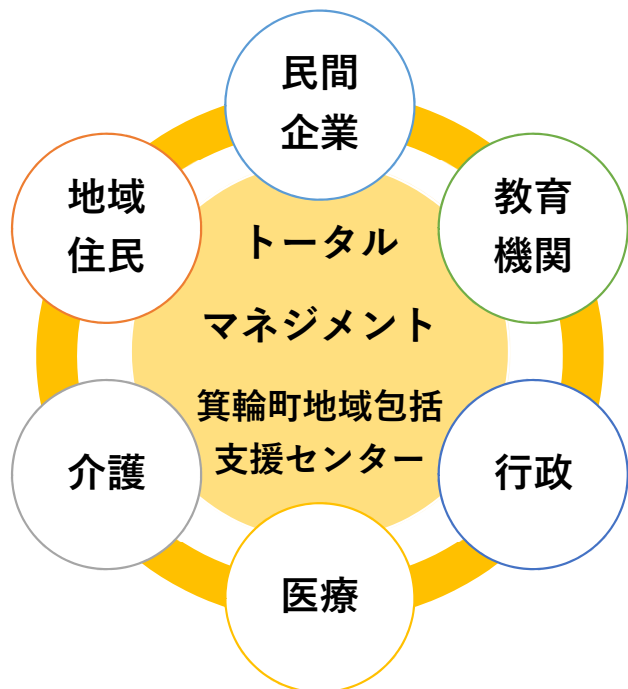 民間
企業
地域
住民
教育
機関
トータル
マネジメント
箕輪町地域包括
支援センター
介護
行政
医療